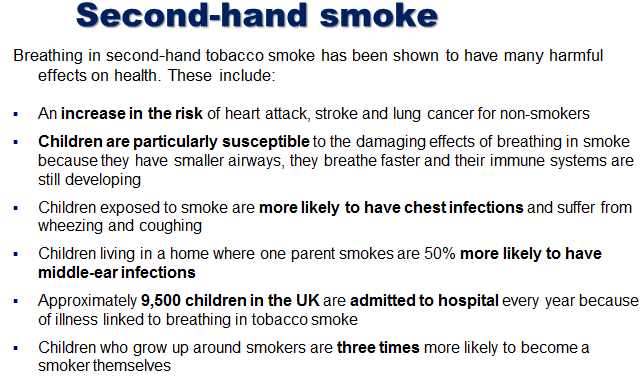 Second-hand smoke
Breathing in second-hand tobacco smoke has been shown to have many harmful
effects on health. These include:
▪ An increase in the risk of heart attack, stroke and lung cancer for non-smokers
▪ Children are particularly susceptible to the damaging effects of breathing in smoke
because they have smaller airways, they breathe faster and their immune systems are
still developing
▪ Children exposed to smoke are more likely to have chest infections and suffer from
wheezing and coughing
▪ Children living in a home where one parent smokes are 50% more likely to have
middle-ear infections
▪ Approximately 9,500 children in the UK are admitted to hospital every year because
of illness linked to breathing in tobacco smoke
▪ Children who grow up around smokers are three times more likely to become a
smoker themselves